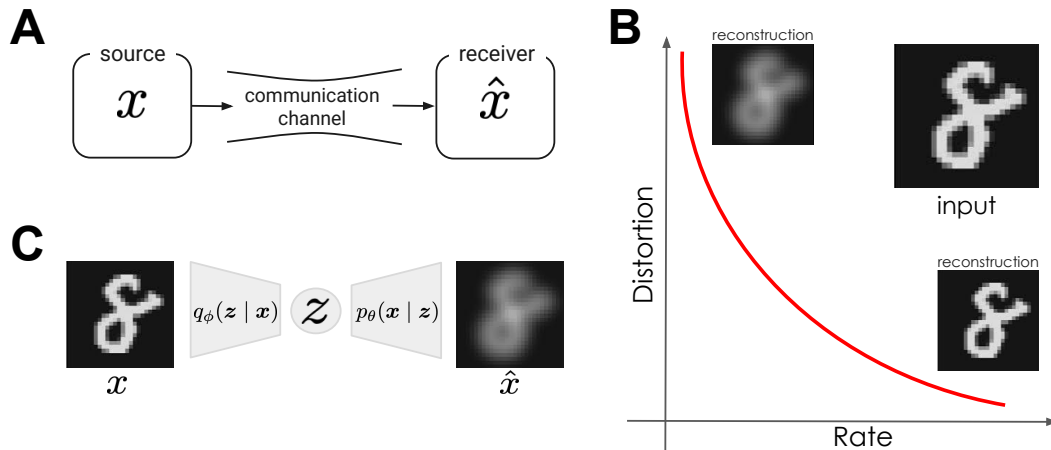 A
source
x
communication
channel
receiver
x̂
B
reconstruction
input
reconstruction
Distortion
Rate
C
q_ϕ(z | x)
z
p_θ(x | z)
x
x̂